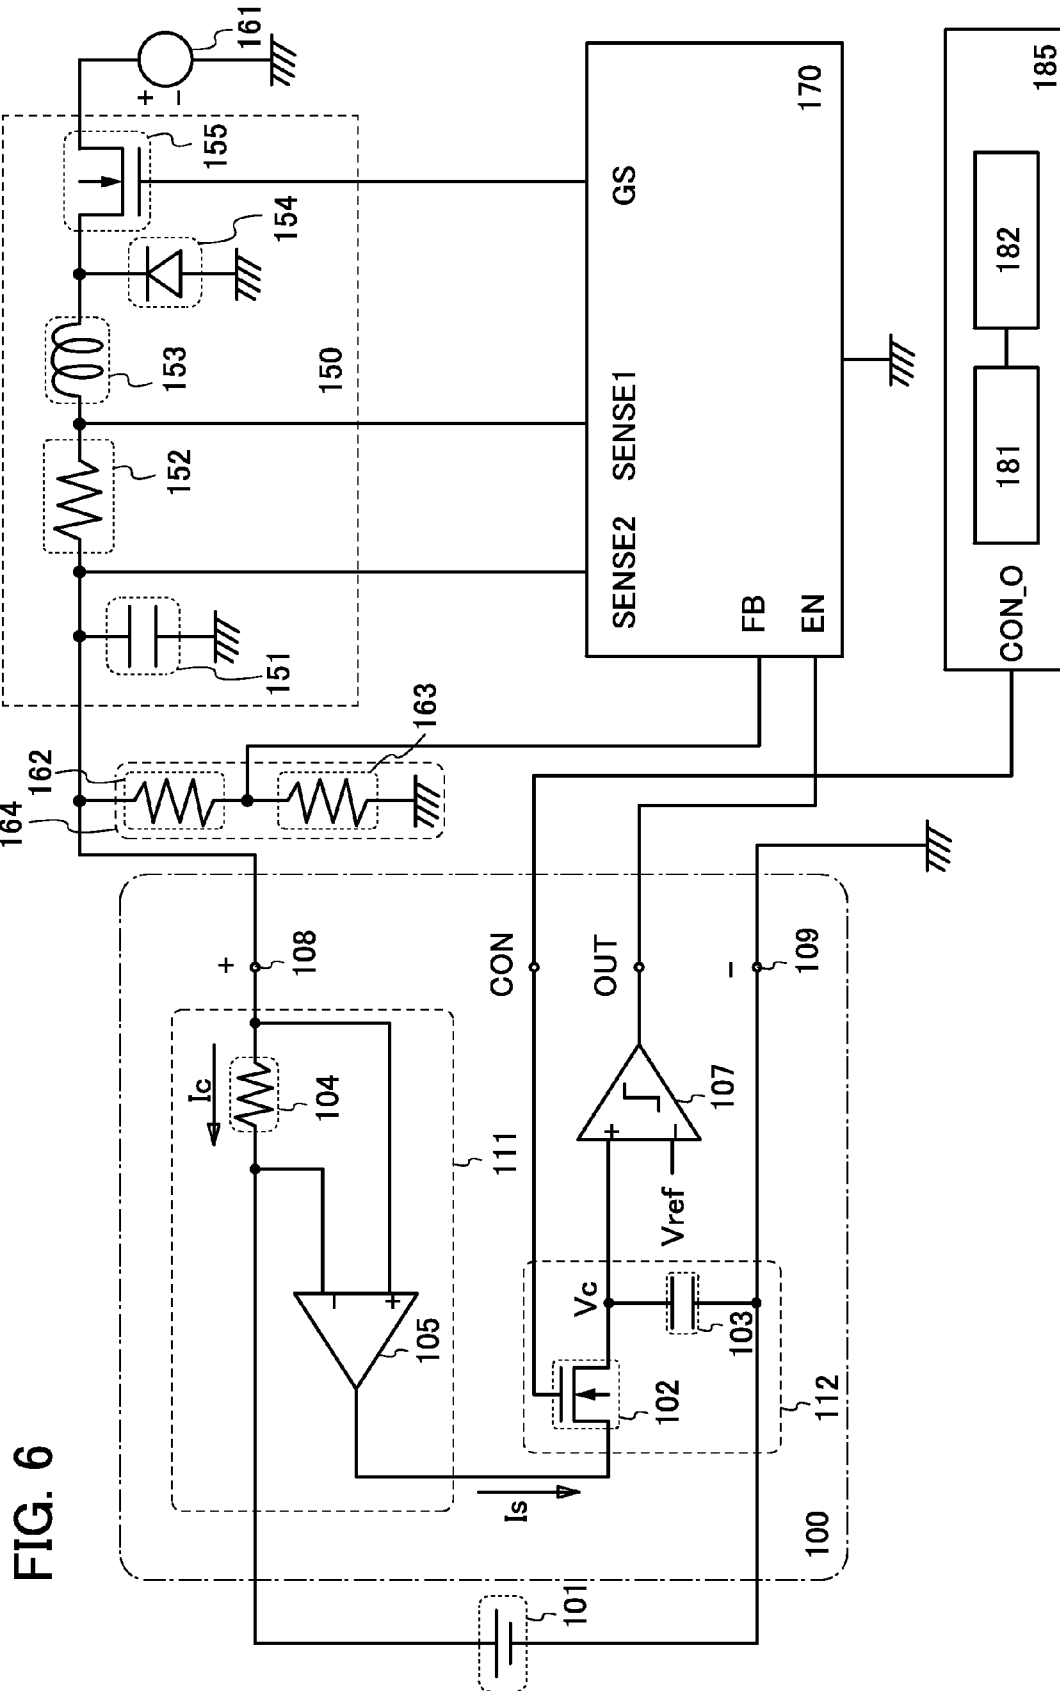 FIG. 6
100
101
111
105
−
+
Ic
104
+
108
Is
112
102
103
Vc
Vref
+
−
107
CON
OUT
−
109
164
162
163
150
151
152
153
154
155
+
−
161
170
SENSE2
SENSE1
GS
FB
EN
185
CON_O
181
182